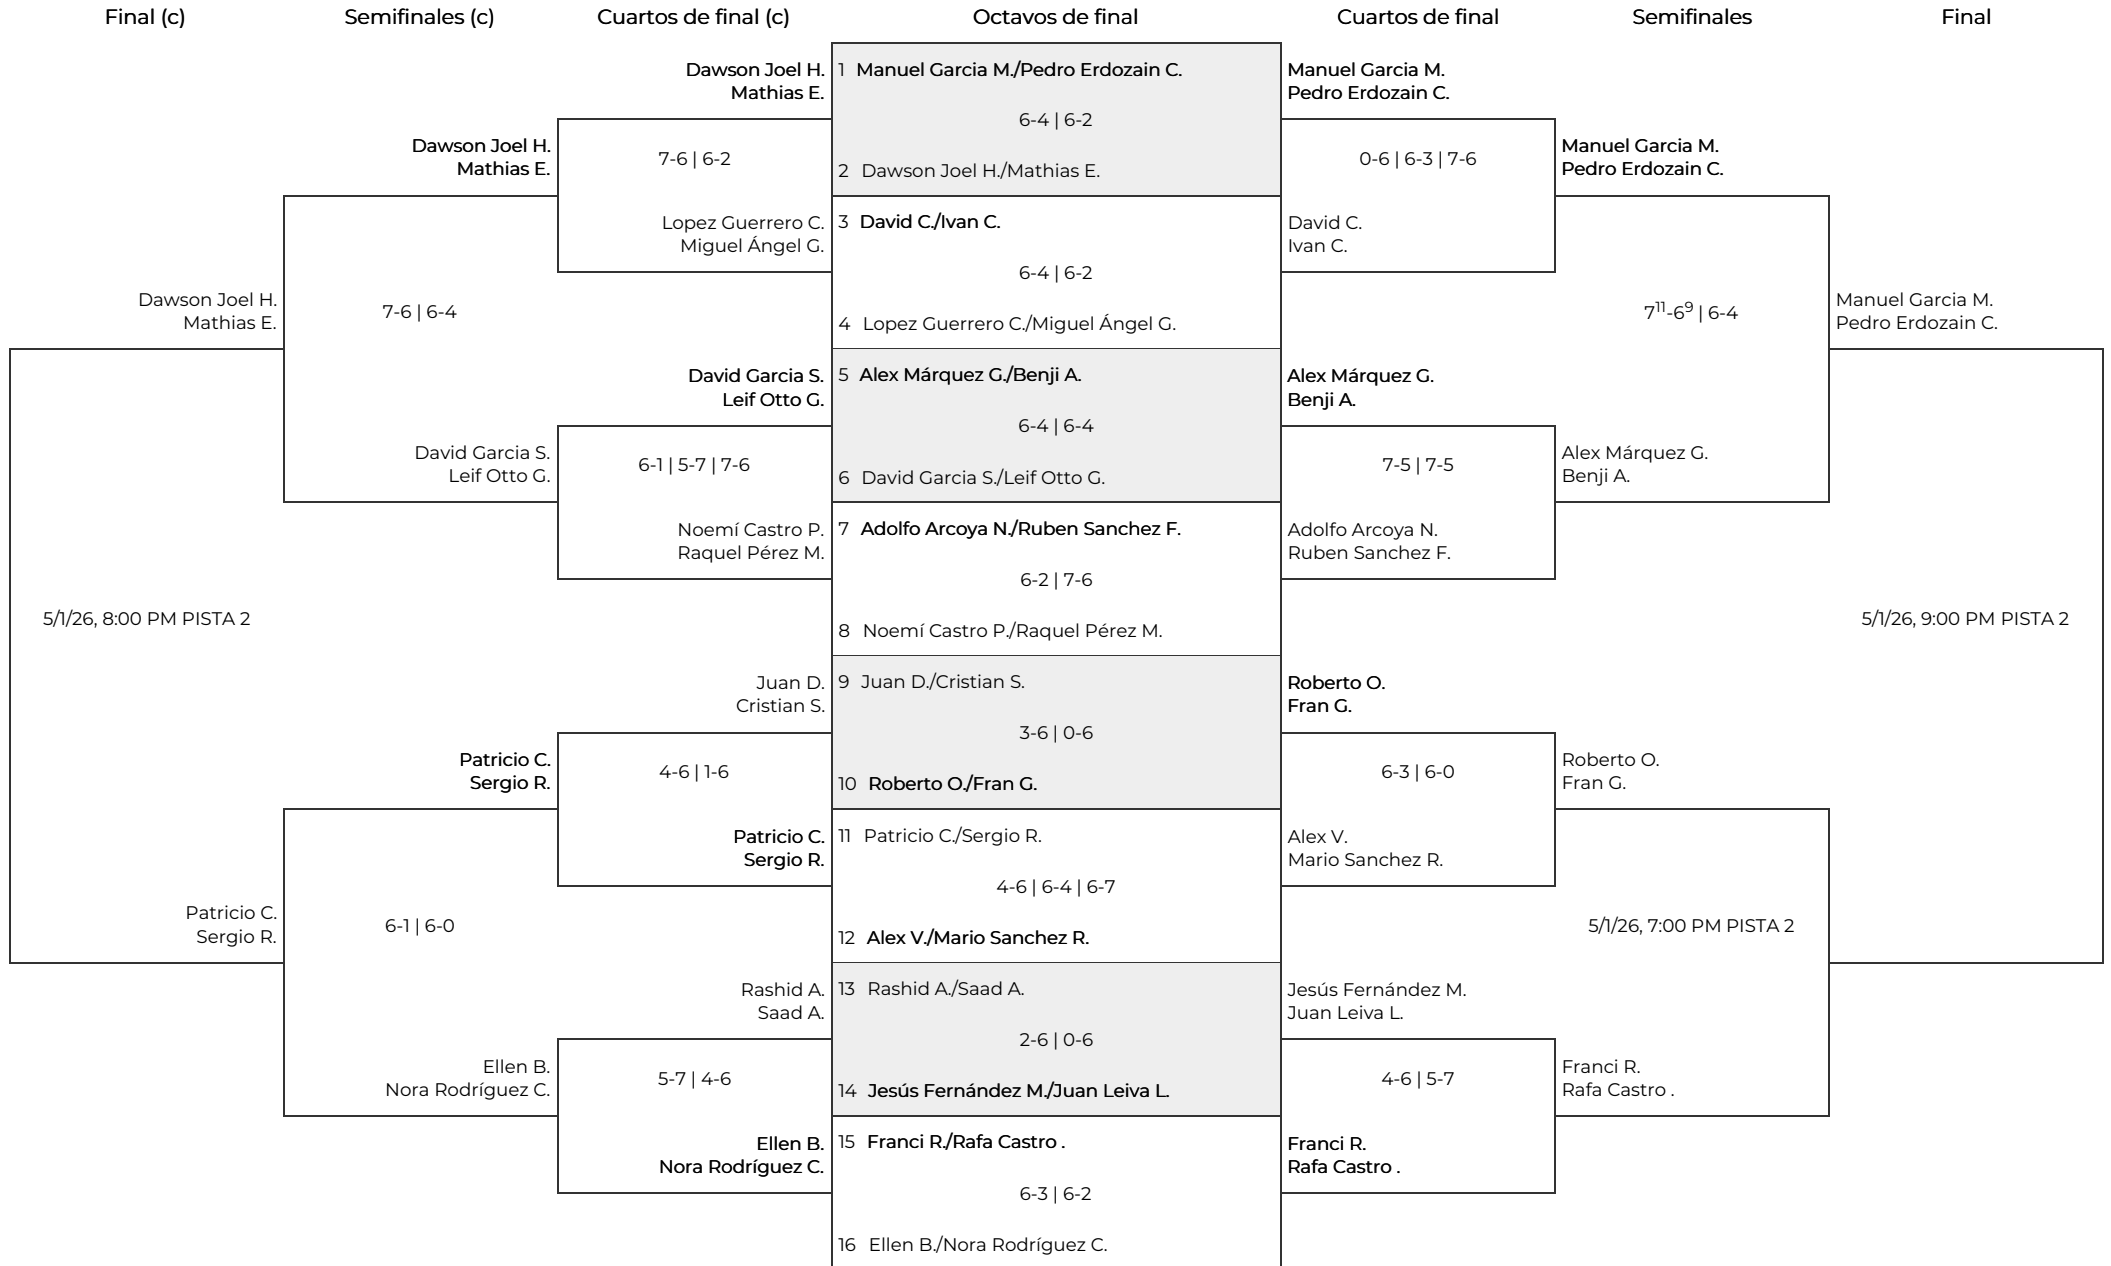 Final (c)
Semifinales (c)
Cuartos de final (c)
Octavos de final
Cuartos de final
Semifinales
Final
Dawson Joel H.
Mathias E.
7-6 | 6-2
Lopez Guerrero C.
Miguel Ángel G.
David Garcia S.
Leif Otto G.
6-1 | 5-7 | 7-6
Noemí Castro P.
Raquel Pérez M.
Juan D.
Cristian S.
4-6 | 1-6
Patricio C.
Sergio R.
Rashid A.
Saad A.
5-7 | 4-6
Ellen B.
Nora Rodríguez C.
Dawson Joel H.
Mathias E.
7-6 | 6-4
David Garcia S.
Leif Otto G.
Patricio C.
Sergio R.
6-1 | 6-0
Ellen B.
Nora Rodríguez C.
Dawson Joel H.
Mathias E.
5/1/26, 8:00 PM PISTA 2
Patricio C.
Sergio R.
1 Manuel Garcia M./Pedro Erdozain C.
6-4 | 6-2
2 Dawson Joel H./Mathias E.
3 David C./Ivan C.
6-4 | 6-2
4 Lopez Guerrero C./Miguel Ángel G.
5 Alex Márquez G./Benji A.
6-4 | 6-4
6 David Garcia S./Leif Otto G.
7 Adolfo Arcoya N./Ruben Sanchez F.
6-2 | 7-6
8 Noemí Castro P./Raquel Pérez M.
9 Juan D./Cristian S.
3-6 | 0-6
10 Roberto O./Fran G.
11 Patricio C./Sergio R.
4-6 | 6-4 | 6-7
12 Alex V./Mario Sanchez R.
13 Rashid A./Saad A.
2-6 | 0-6
14 Jesús Fernández M./Juan Leiva L.
15 Franci R./Rafa Castro .
6-3 | 6-2
16 Ellen B./Nora Rodríguez C.
Manuel Garcia M.
Pedro Erdozain C.
0-6 | 6-3 | 7-6
David C.
Ivan C.
Alex Márquez G.
Benji A.
7-5 | 7-5
Adolfo Arcoya N.
Ruben Sanchez F.
Roberto O.
Fran G.
6-3 | 6-0
Alex V.
Mario Sanchez R.
Jesús Fernández M.
Juan Leiva L.
4-6 | 5-7
Franci R.
Rafa Castro .
Manuel Garcia M.
Pedro Erdozain C.
7¹¹-6⁹ | 6-4
Alex Márquez G.
Benji A.
Roberto O.
Fran G.
5/1/26, 7:00 PM PISTA 2
Franci R.
Rafa Castro .
Manuel Garcia M.
Pedro Erdozain C.
5/1/26, 9:00 PM PISTA 2